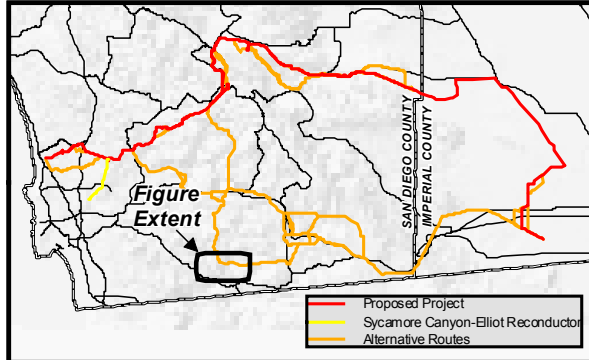 SAN DIEGO COUNTY
IMPERIAL COUNTY
Figure
Extent
Proposed Project
Sycamore Canyon-Elliot Reconductor
Alternative Routes